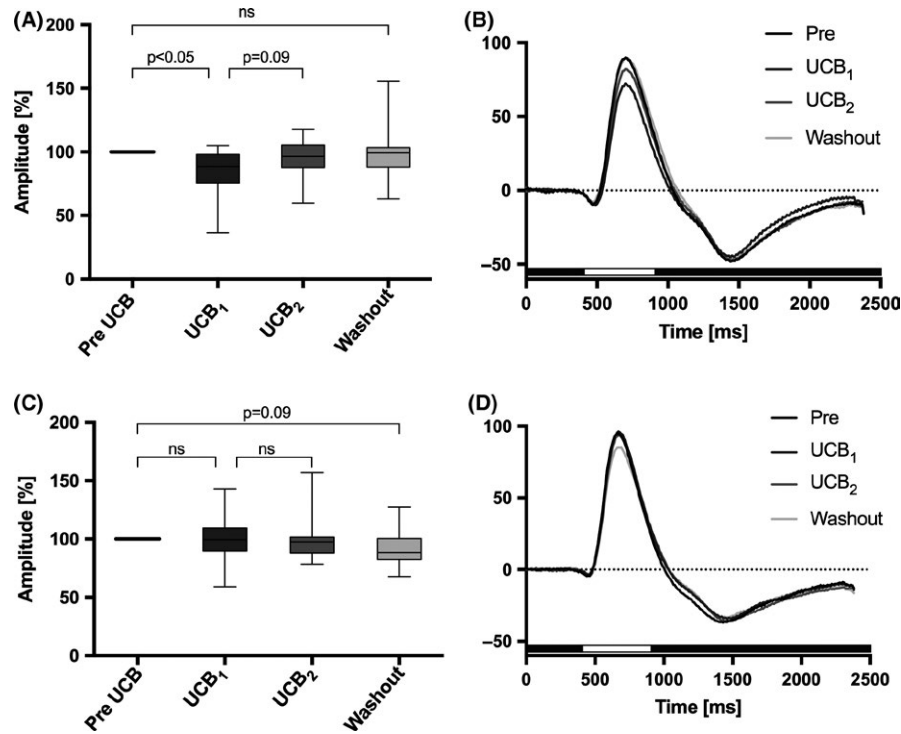 (A)
ns
p<0.05
p=0.09
Amplitude [%]
200
150
100
50
0
Pre UCB
UCB₁
UCB₂
Washout
(B)
100
50
0
−50
0
500
1000
1500
2000
2500
Time [ms]
Pre
UCB₁
UCB₂
Washout
(C)
p=0.09
ns
ns
Amplitude [%]
200
150
100
50
0
Pre UCB
UCB₁
UCB₂
Washout
(D)
100
50
0
−50
0
500
1000
1500
2000
2500
Time [ms]
Pre
UCB₁
UCB₂
Washout